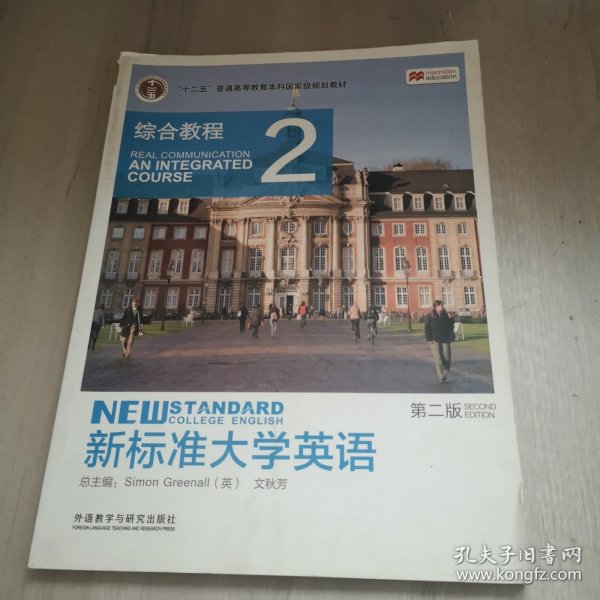 十二五
"十二五"普通高等教育本科国家级规划教材
macmillan
education
综合教程
REAL COMMUNICATION
AN INTEGRATED
COURSE
2
NEW STANDARD
COLLEGE ENGLISH
第二版 SECOND
EDITION
新标准大学英语
总主编：Simon Greenall（英） 文秋芳
外语教学与研究出版社
FOREIGN LANGUAGE TEACHING AND RESEARCH PRESS
孔夫子旧书网
www.kongfz.com